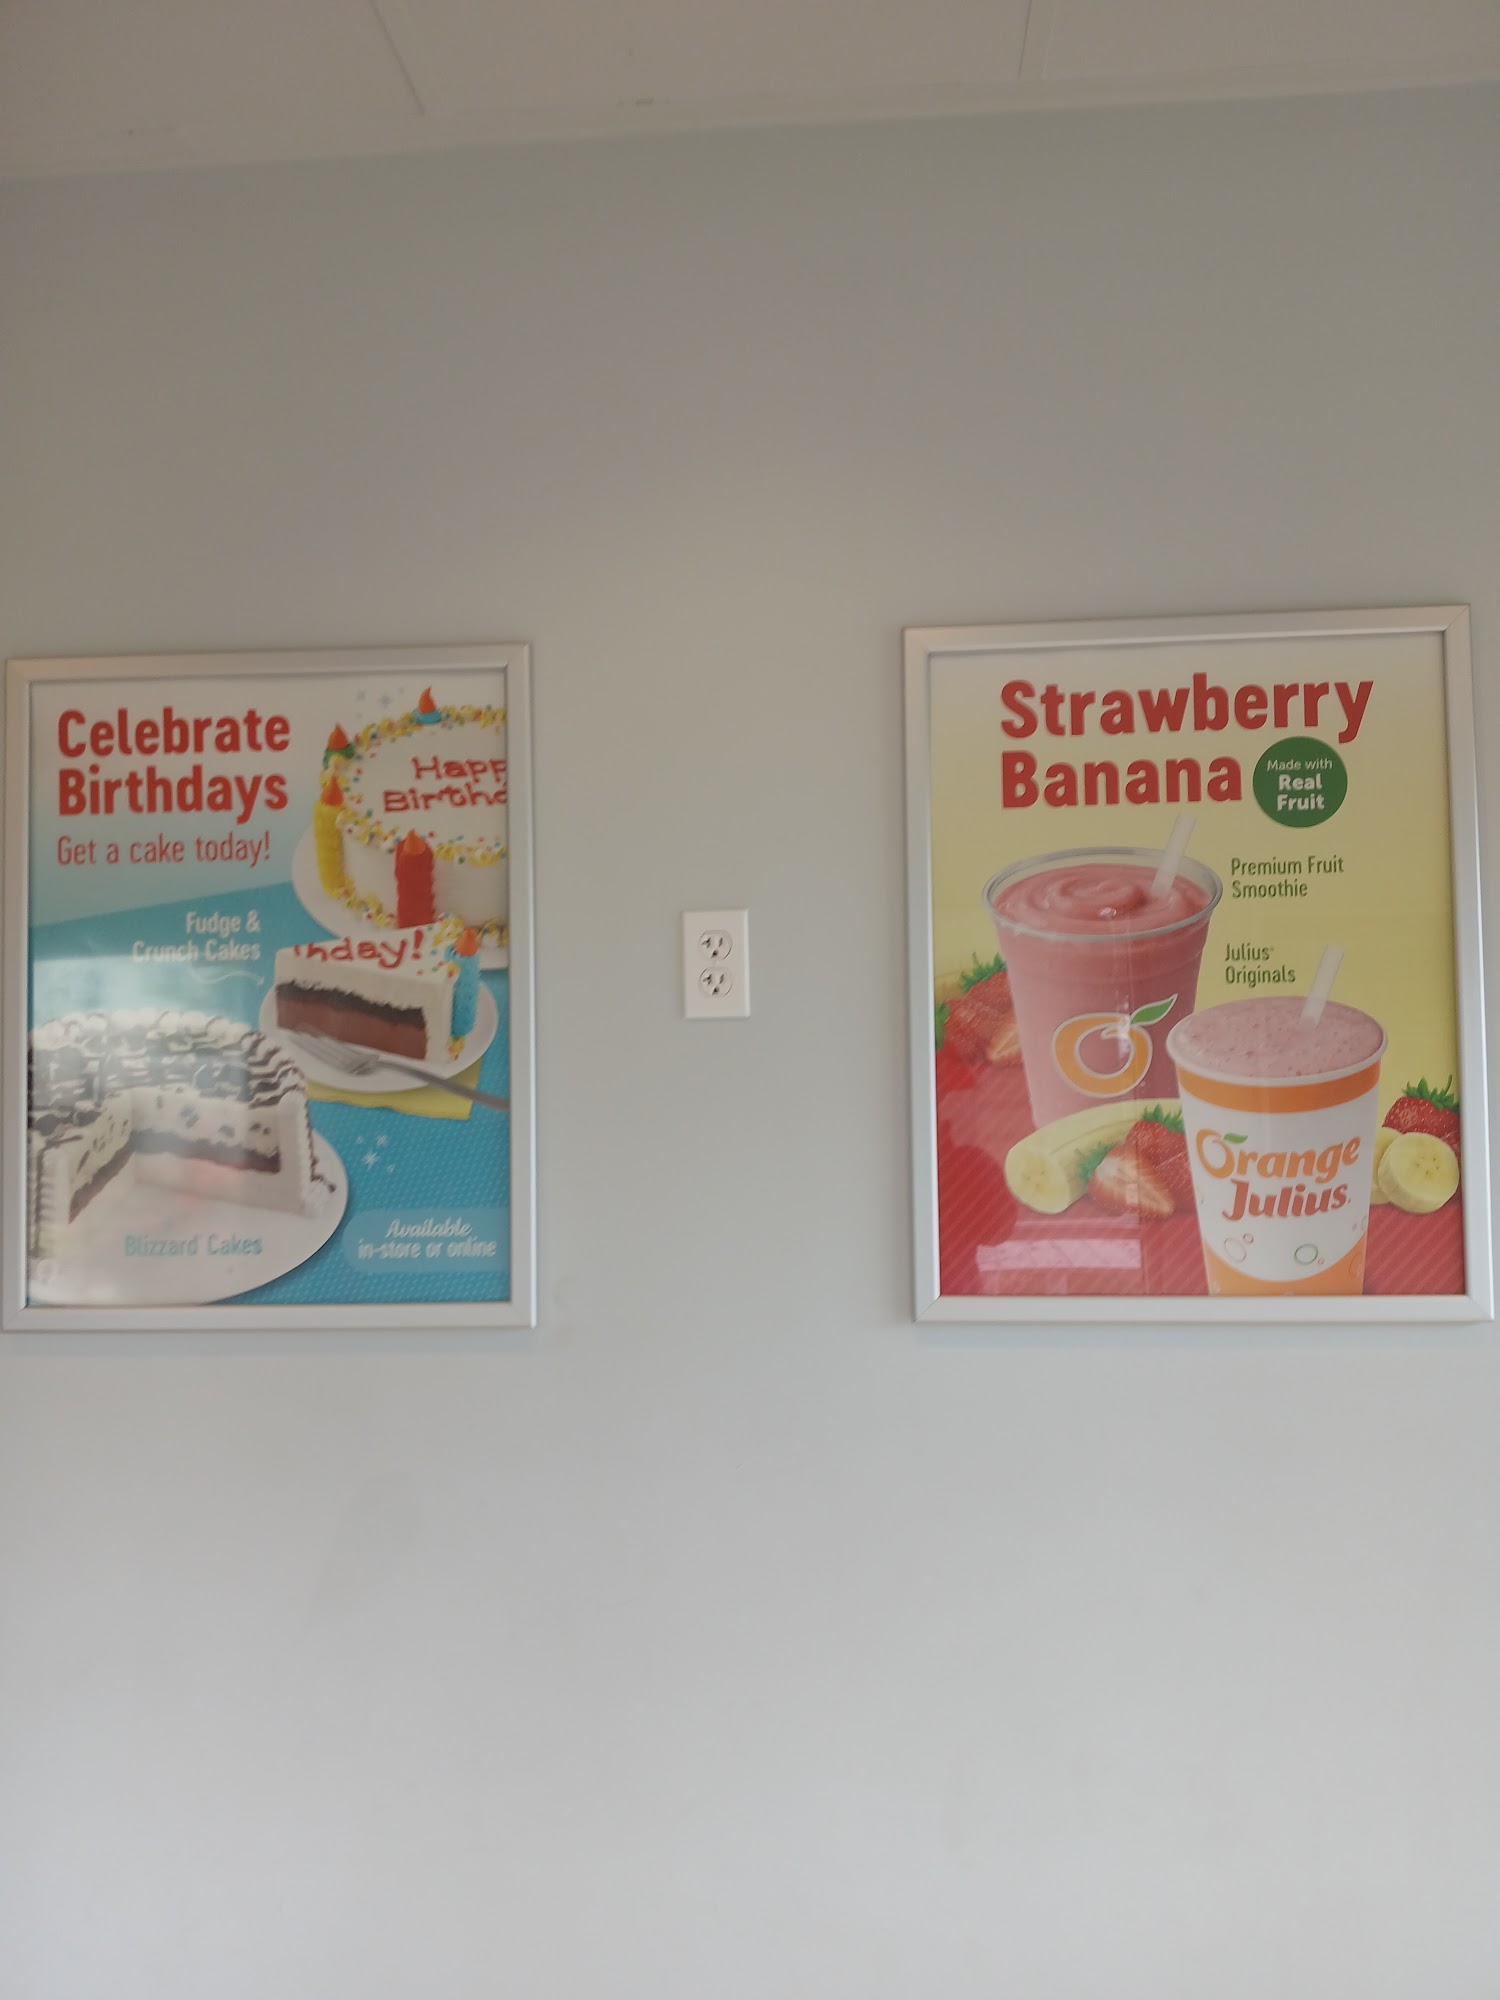 Celebrate
Birthdays
Get a cake today!
Happ
Birthd
Fudge &
Crunch Cakes
thday!
Blizzard® Cakes
Available
in-store or online
Strawberry
Banana
Made with
Real
Fruit
Premium Fruit
Smoothie
Julius®
Originals
Orange
Julius®